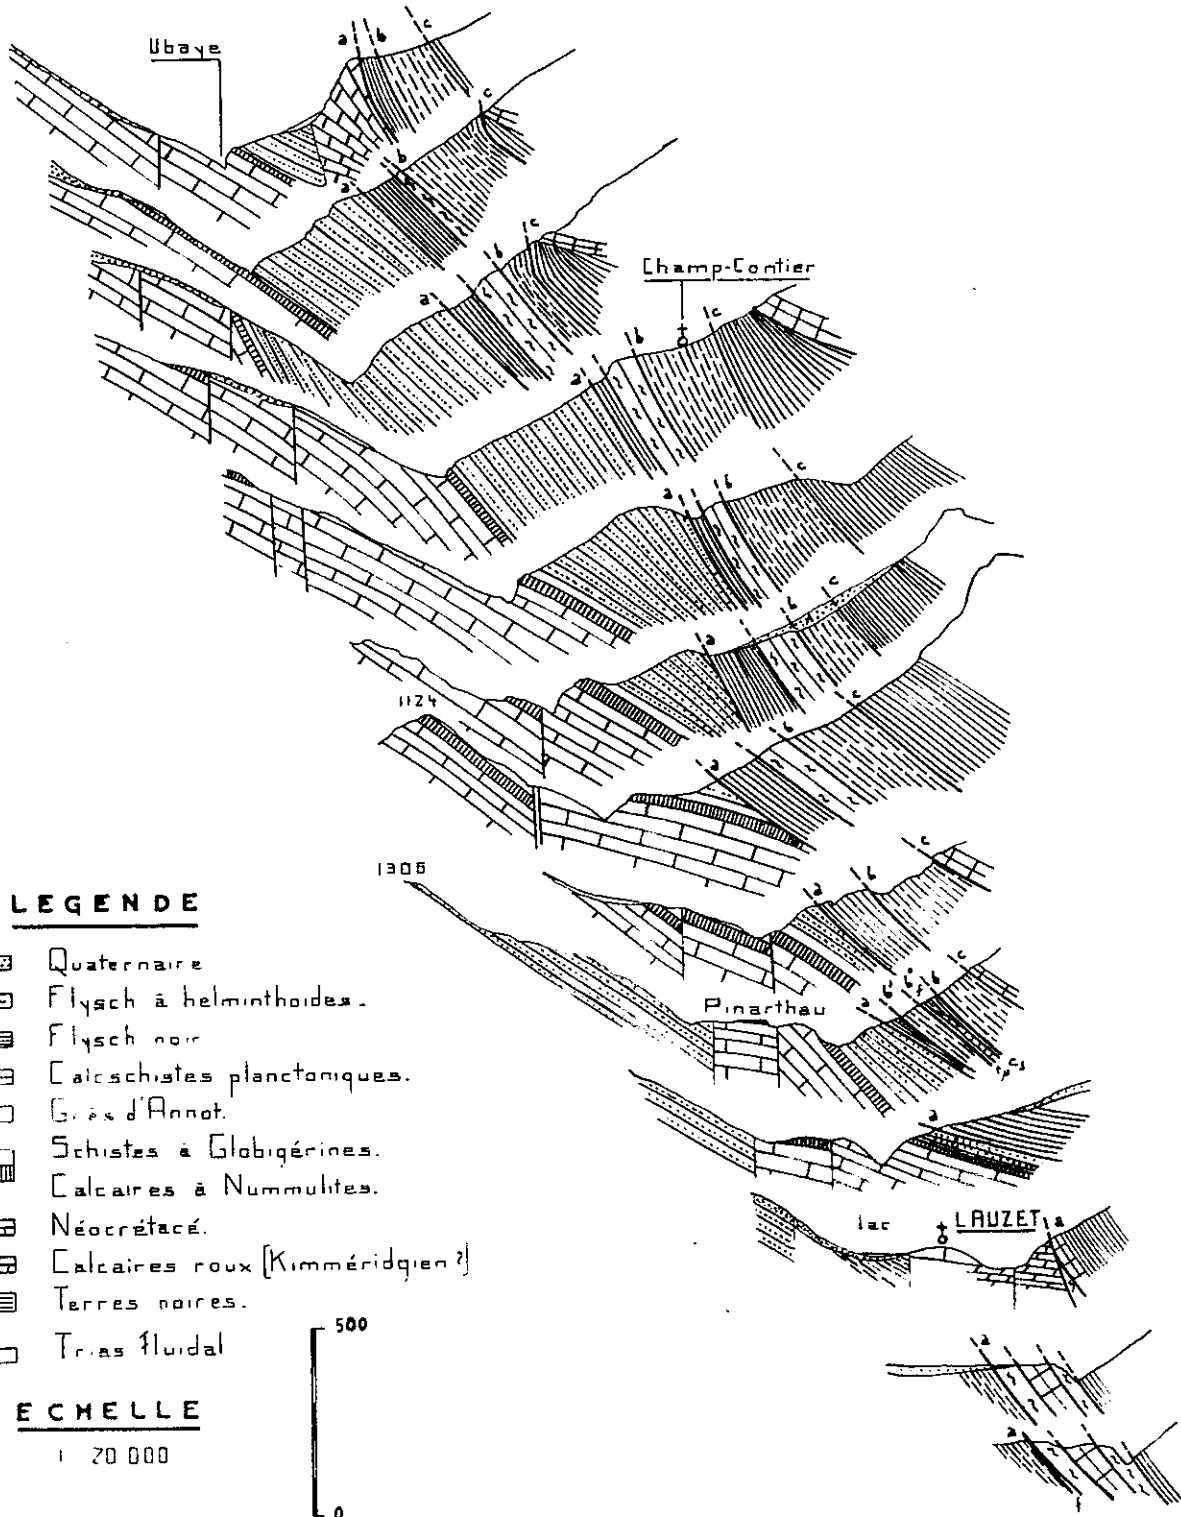 Ubaye
a b c
c
b
a
c
b
a
Champ-Contier
c
b
a
c
b
a
c
b
a
1124
c
b
a
1306
c
b
a
c
b
a
Pinarthau
a
lac
LAUZET
a
a
a
f
LEGENDE
Quaternaire
Flysch à helminthoides.
Flysch noir
Calcschistes planctoniques.
Grès d'Annot.
Schistes à Globigérines.
Calcaires à Nummulites.
Néocrétacé.
Calcaires roux [Kimméridgien ?]
Terres noires.
Trias fluidal
500
0
ECHELLE
1 20 000